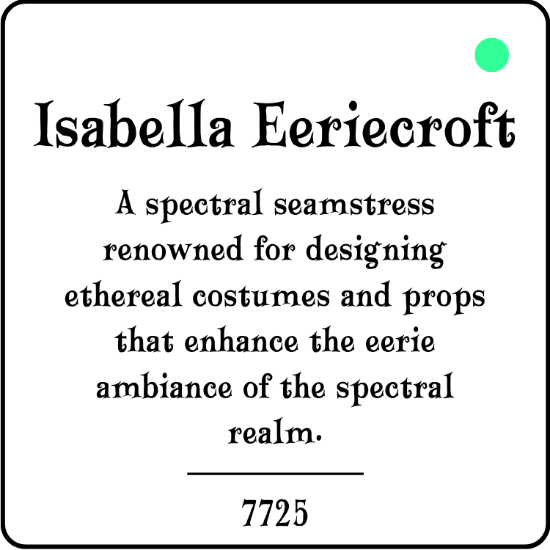 Isabella Eeriecroft
A spectral seamstress
renowned for designing
ethereal costumes and props
that enhance the eerie
ambiance of the spectral
realm.
7725